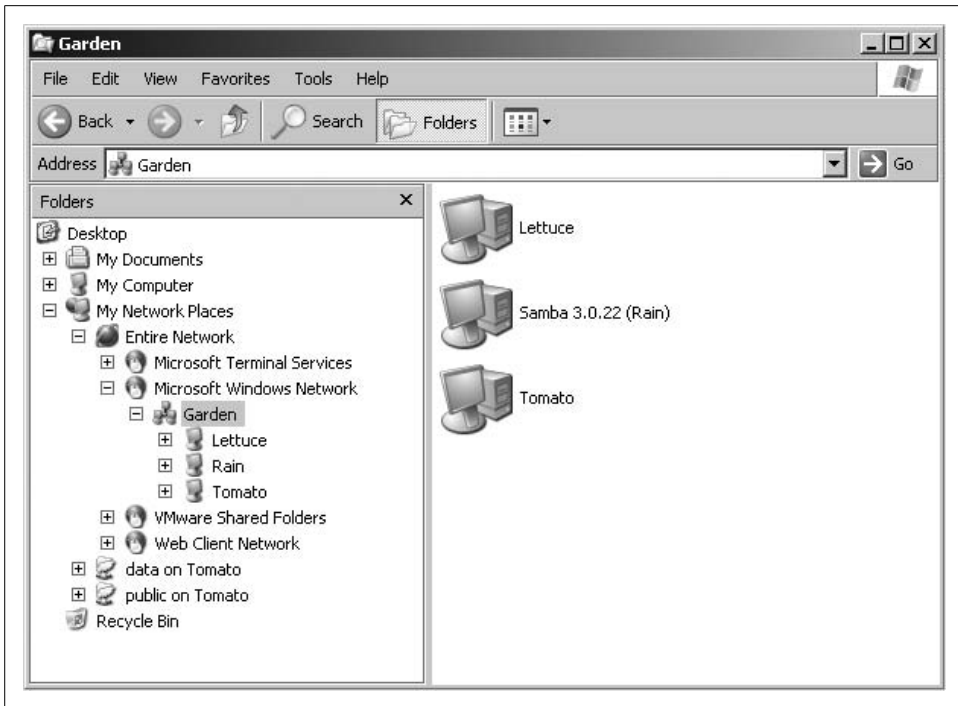 Garden
File Edit View Favorites Tools Help
Back Search Folders
Address Garden Go
Folders
Desktop
My Documents
My Computer
My Network Places
Entire Network
Microsoft Terminal Services
Microsoft Windows Network
Garden
Lettuce
Rain
Tomato
VMware Shared Folders
Web Client Network
data on Tomato
public on Tomato
Recycle Bin
Lettuce
Samba 3.0.22 (Rain)
Tomato